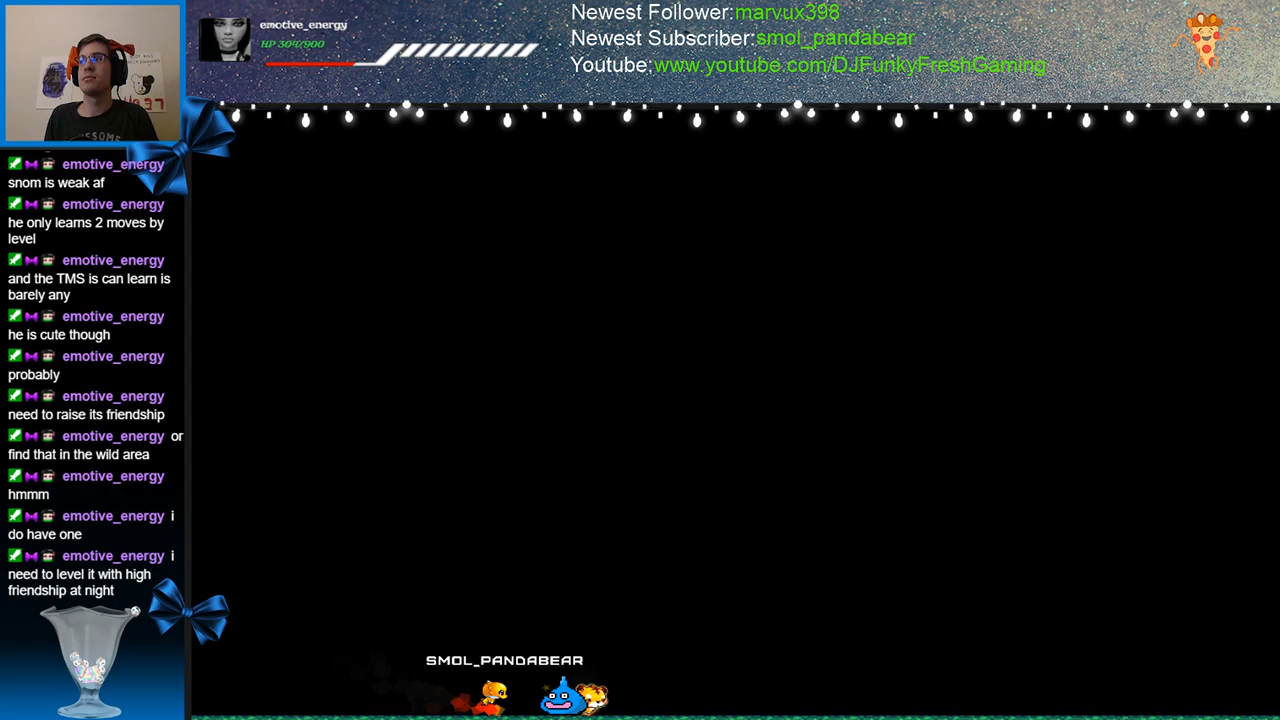 emotive_energy
HP 304/900
Newest Follower:marvux398
Newest Subscriber:smol_pandabear
Youtube;www.youtube.com/DJFunkyFreshGaming
emotive_energy
snom is weak af
emotive_energy
he only learns 2 moves by
level
emotive_energy
and the TMS is can learn is
barely any
emotive_energy
he is cute though
emotive_energy
probably
emotive_energy
need to raise its friendship
emotive_energy or
find that in the wild area
emotive_energy
hmmm
emotive_energy i
do have one
emotive_energy i
need to level it with high
friendship at night
SMOL_PANDABEAR